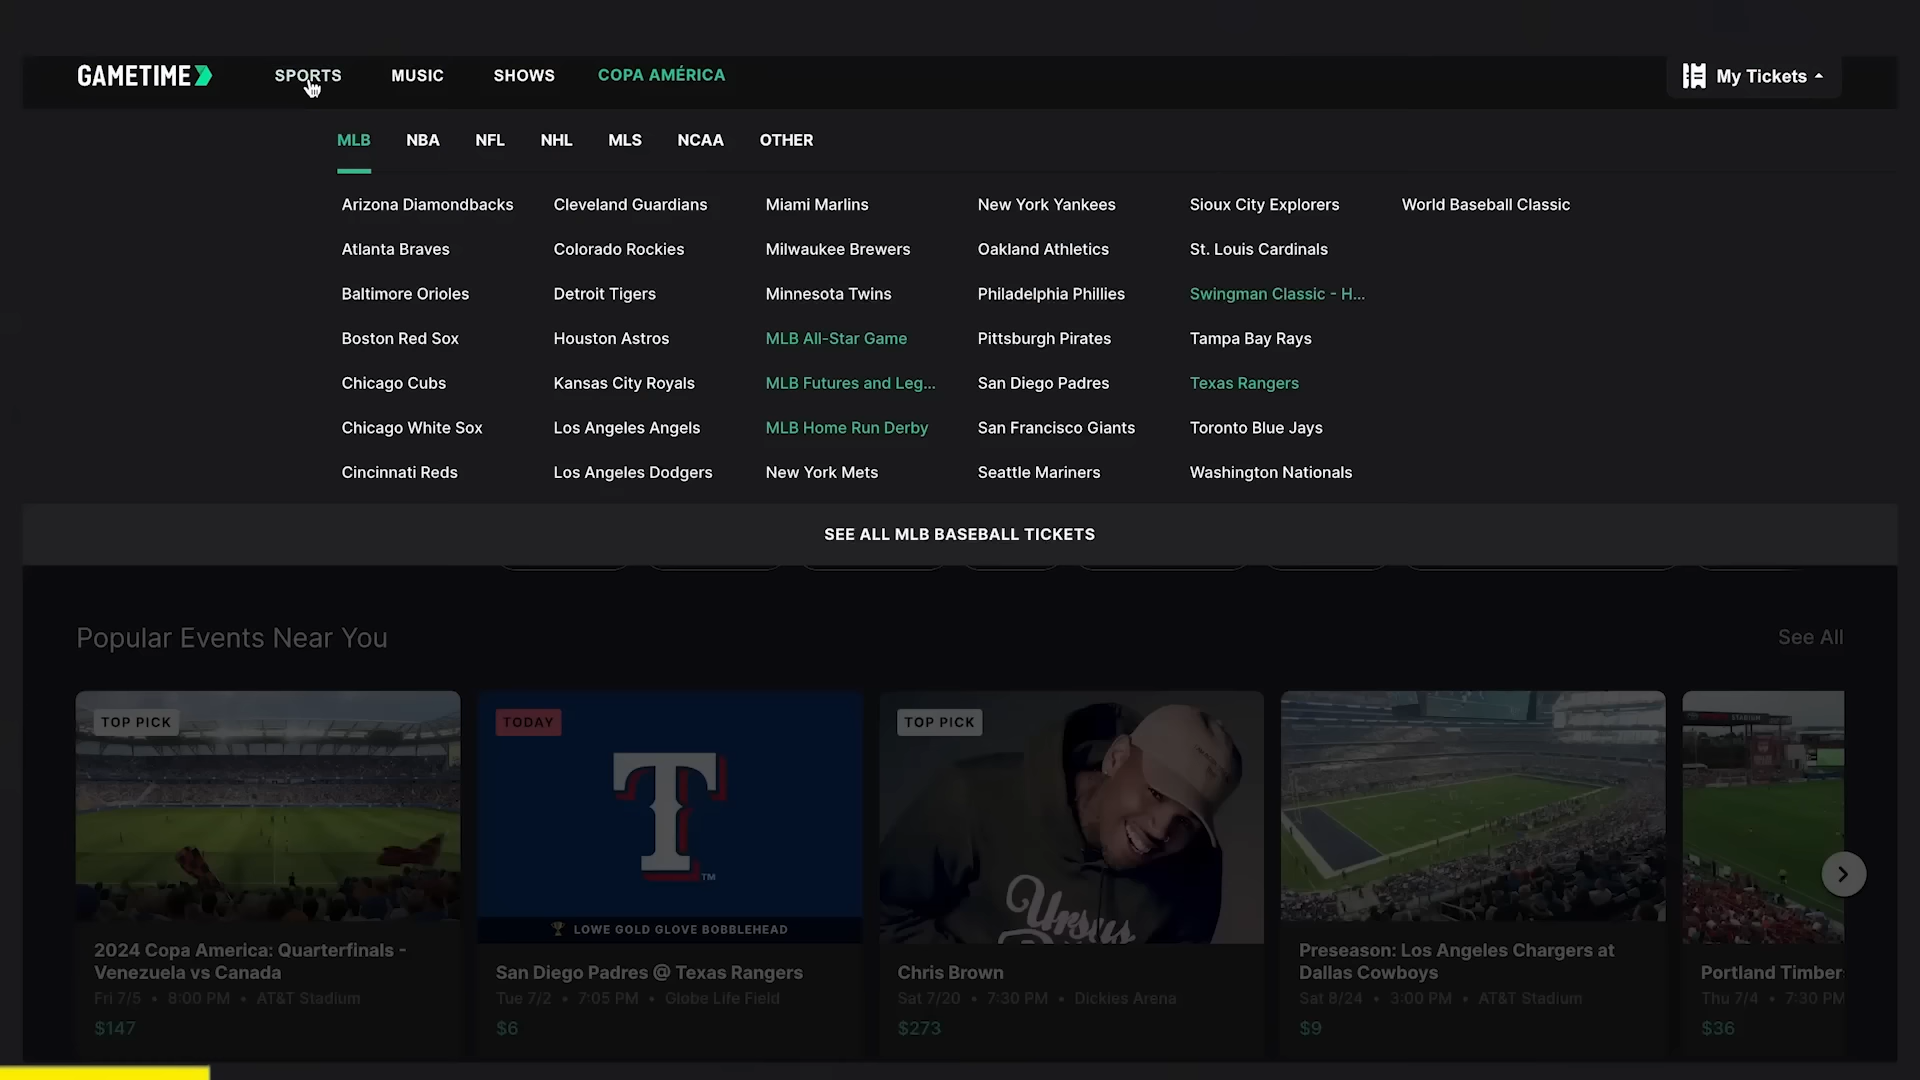 GAMETIME
SPORTS MUSIC SHOWS COPA AMÉRICA
My Tickets
MLB NBA NFL NHL MLS NCAA OTHER
Arizona Diamondbacks Cleveland Guardians Miami Marlins New York Yankees Sioux City Explorers World Baseball Classic
Atlanta Braves Colorado Rockies Milwaukee Brewers Oakland Athletics St. Louis Cardinals
Baltimore Orioles Detroit Tigers Minnesota Twins Philadelphia Phillies Swingman Classic - H...
Boston Red Sox Houston Astros MLB All-Star Game Pittsburgh Pirates Tampa Bay Rays
Chicago Cubs Kansas City Royals MLB Futures and Leg... San Diego Padres Texas Rangers
Chicago White Sox Los Angeles Angels MLB Home Run Derby San Francisco Giants Toronto Blue Jays
Cincinnati Reds Los Angeles Dodgers New York Mets Seattle Mariners Washington Nationals
SEE ALL MLB BASEBALL TICKETS
Popular Events Near You
See All
TOP PICK
2024 Copa America: Quarterfinals -
Venezuela vs Canada
Fri 7/5 • 8:00 PM • AT&T Stadium
$147
TODAY
T
TM
LOWE GOLD GLOVE BOBBLEHEAD
San Diego Padres @ Texas Rangers
Tue 7/2 • 7:05 PM • Globe Life Field
$6
TOP PICK
Ursus
Chris Brown
Sat 7/20 • 7:30 PM • Dickies Arena
$273
Preseason: Los Angeles Chargers at
Dallas Cowboys
Sat 8/24 • 3:00 PM • AT&T Stadium
$9
STADIUM
Portland Timber
Thu 7/4 • 7:30 PM
$36